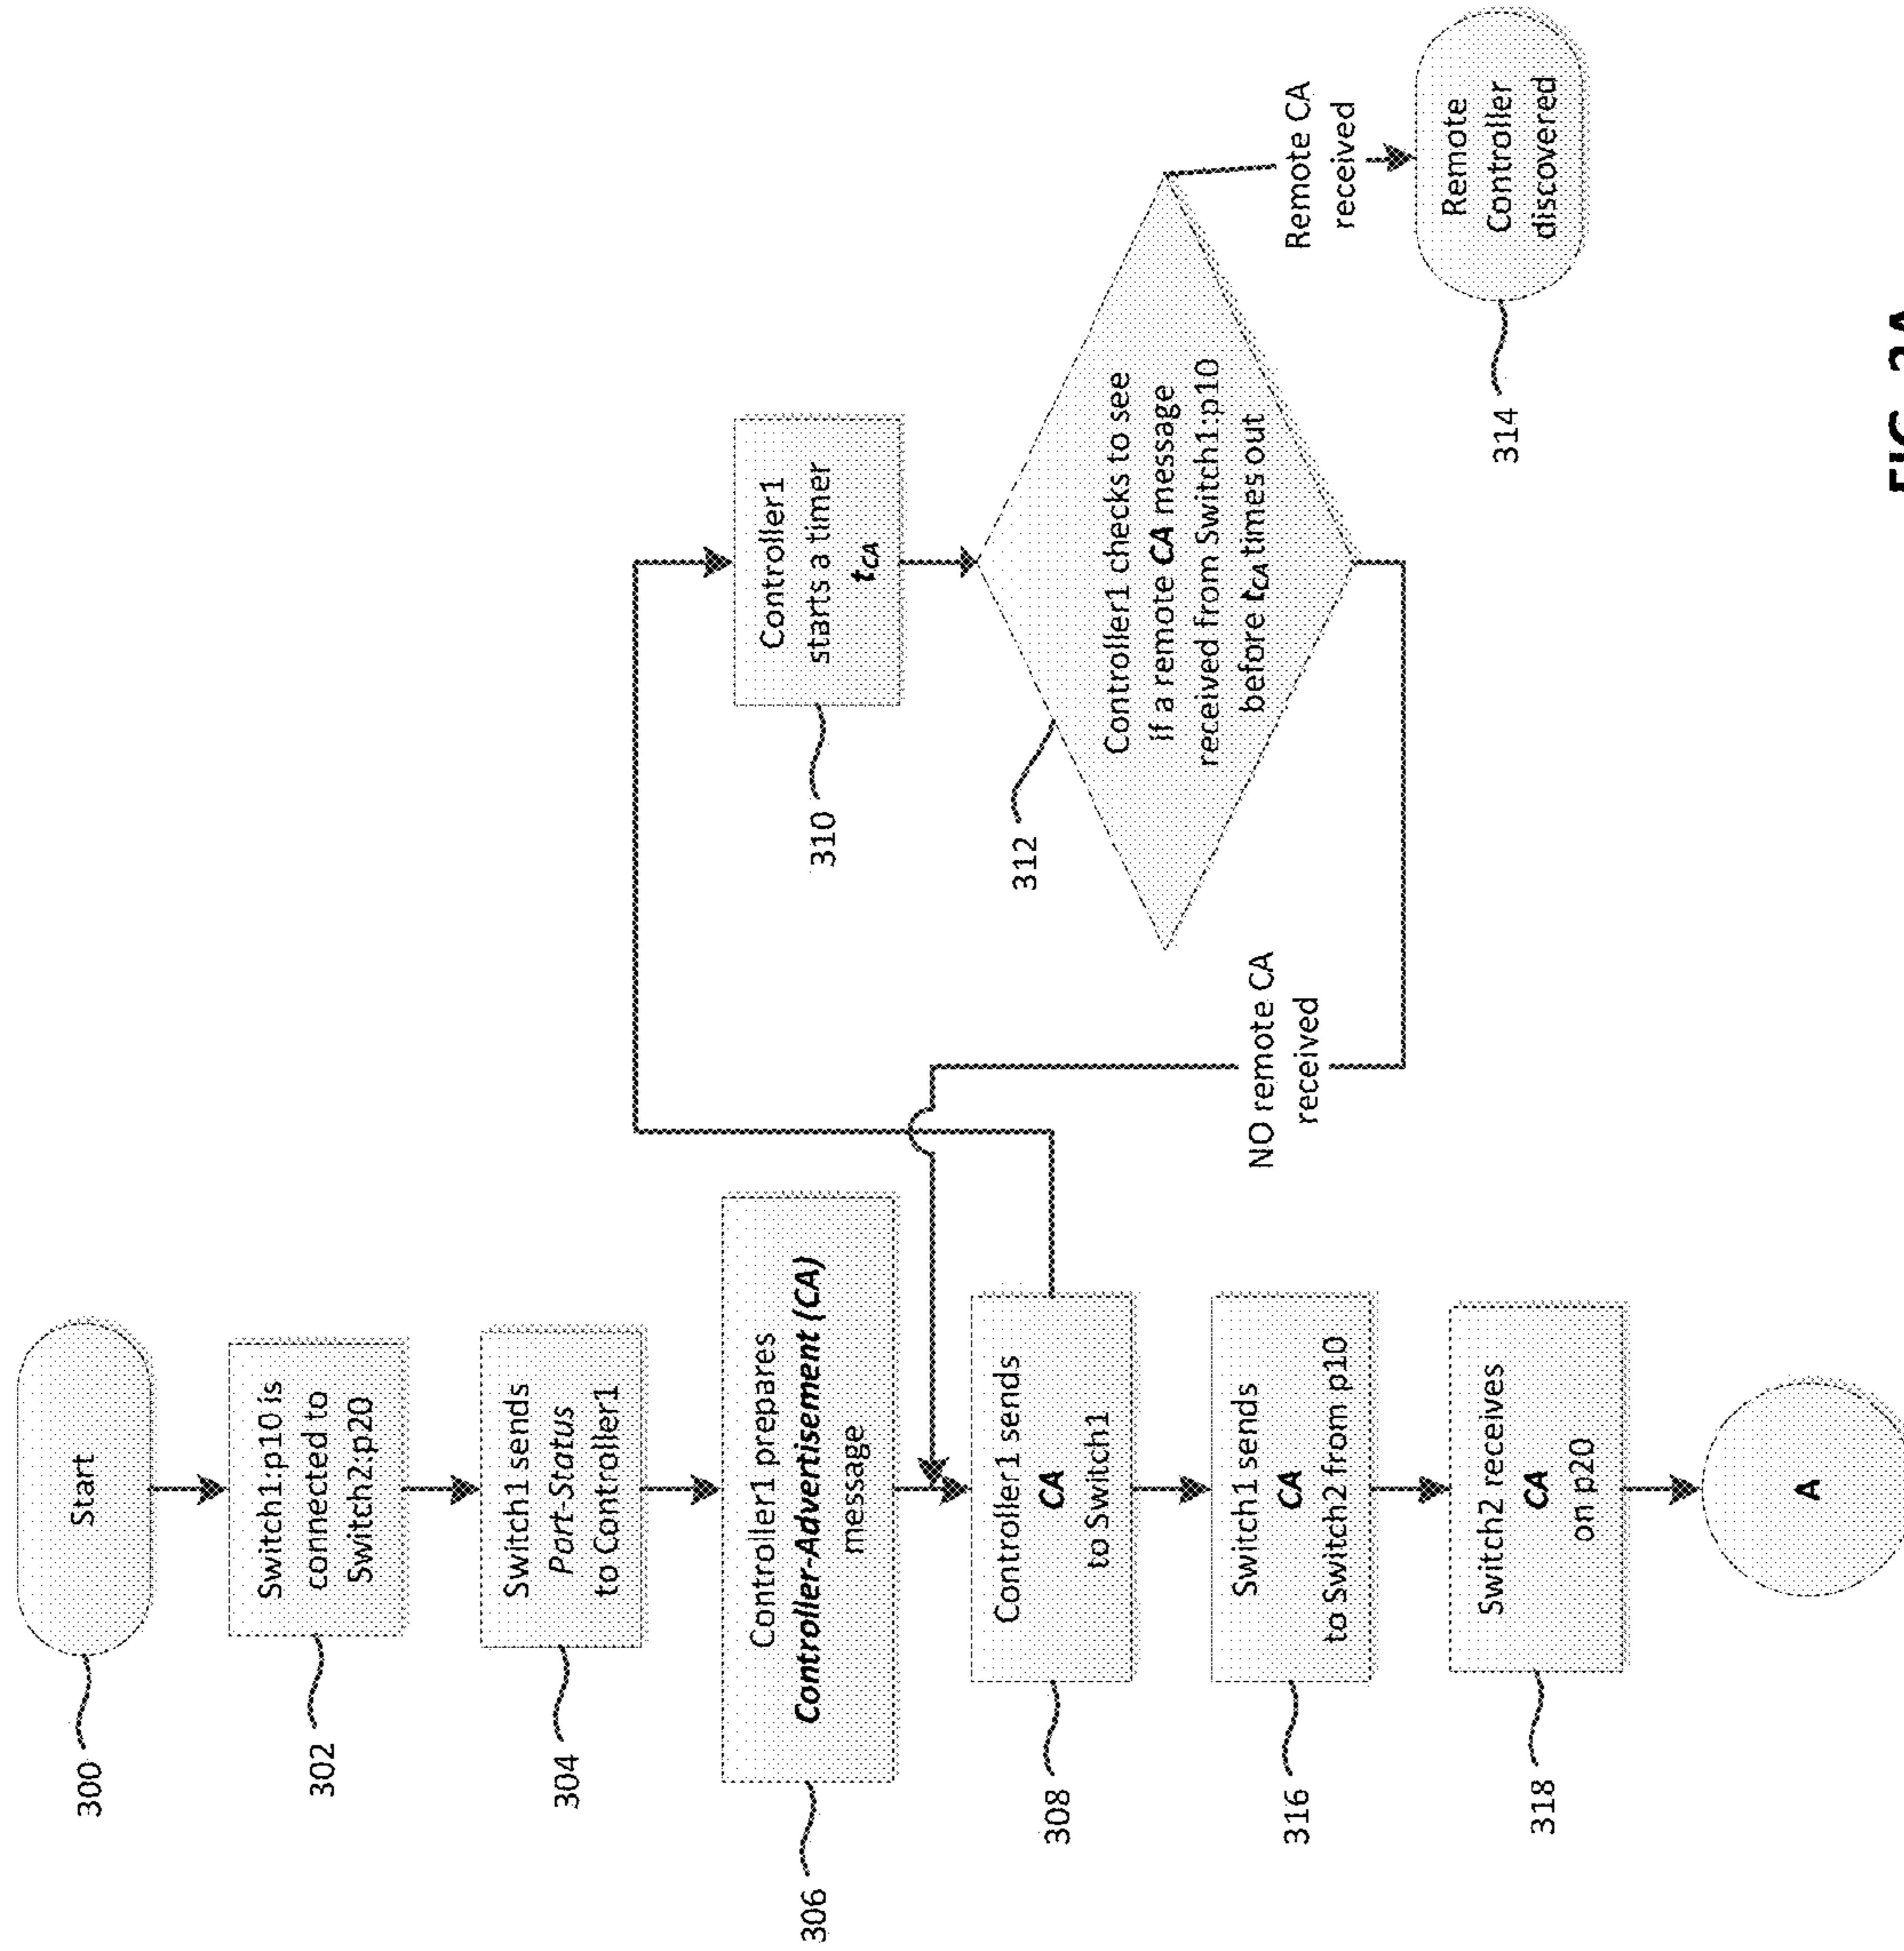 Start
300
Switch1:p10 is
connected to
Switch2:p20
302
Switch1 sends
Port-Status
to Controller1
304
Controller1 prepares
Controller-Advertisement (CA)
message
306
Controller1 sends
CA
to Switch1
308
Controller1
starts a timer
tCA
310
Controller1 checks to see
if a remote CA message
received from Switch1:p10
before tCA times out
312
NO remote CA
received
Remote CA
received
Remote
Controller
discovered
314
Switch1 sends
CA
to Switch2 from p10
316
Switch2 receives
CA
on p20
318
A
FIG